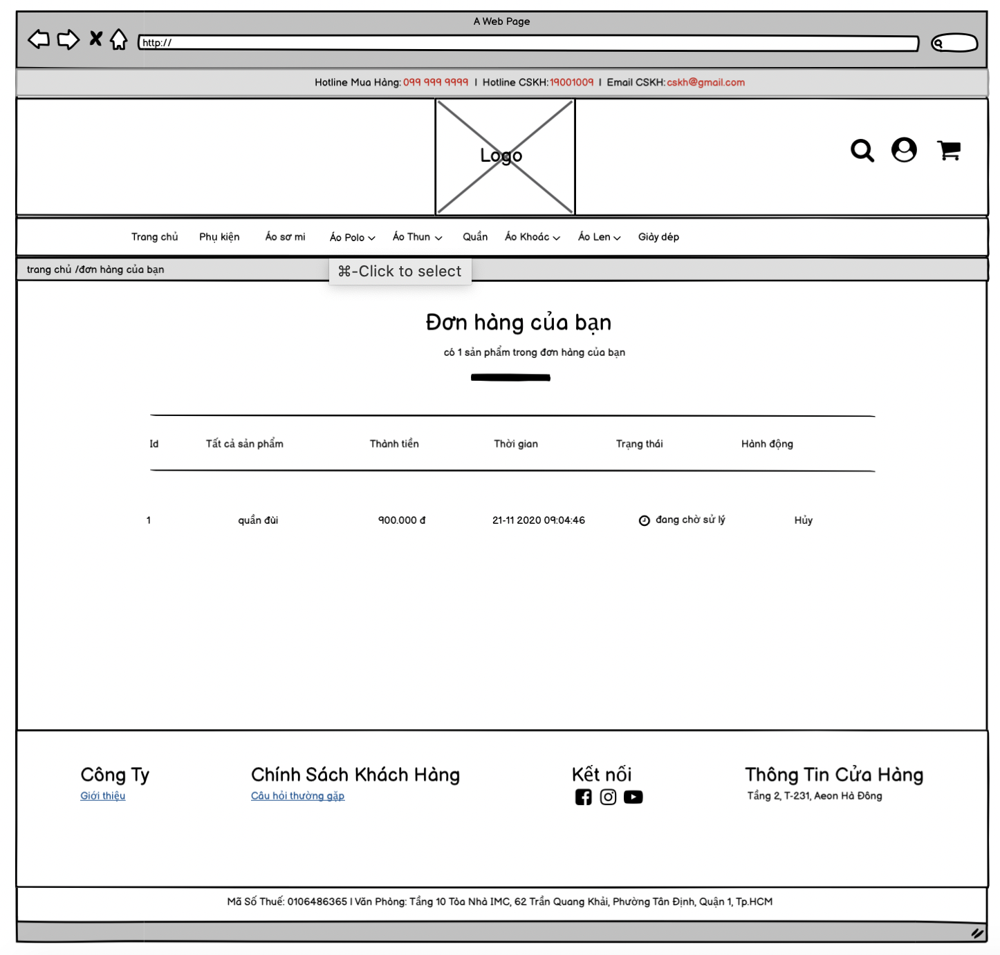 A Web Page
http://
Hotline Mua Hàng: 099 999 9999 | Hotline CSKH: 19001009 | Email CSKH: cskh@gmail.com
Logo
Trang chủ Phụ kiện Áo sơ mi Áo Polo Áo Thun Quần Áo Khoác Áo Len Giày dép
trang chủ /đơn hàng của bạn
⌘-Click to select
Đơn hàng của bạn
có 1 sản phẩm trong đơn hàng của bạn
Id Tất cả sản phẩm Thành tiền Thời gian Trạng thái Hành động
1 quần đùi 900.000 đ 21-11 2020 09:04:46 đang chờ sử lý Hủy
Công Ty Chính Sách Khách Hàng Kết nối Thông Tin Cửa Hàng
Giới thiệu Câu hỏi thường gặp Tầng 2, T-231, Aeon Hà Đông
Mã Số Thuế: 0106486365 | Văn Phòng: Tầng 10 Tòa Nhà IMC, 62 Trần Quang Khải, Phường Tân Định, Quận 1, Tp.HCM